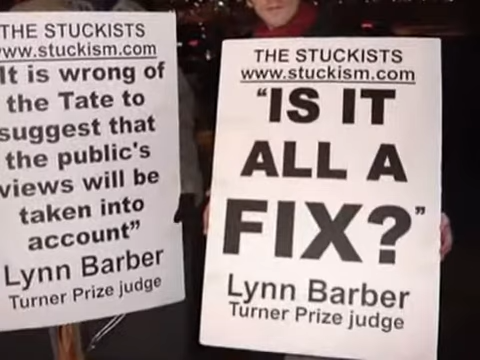 THE STUCKISTS
www.stuckism.com
It is wrong of
the Tate to
suggest that
the public's
views will be
taken into
account”
Lynn Barber
Turner Prize judge
THE STUCKISTS
www.stuckism.com
“IS IT
ALL A
FIX?”
Lynn Barber
Turner Prize judge